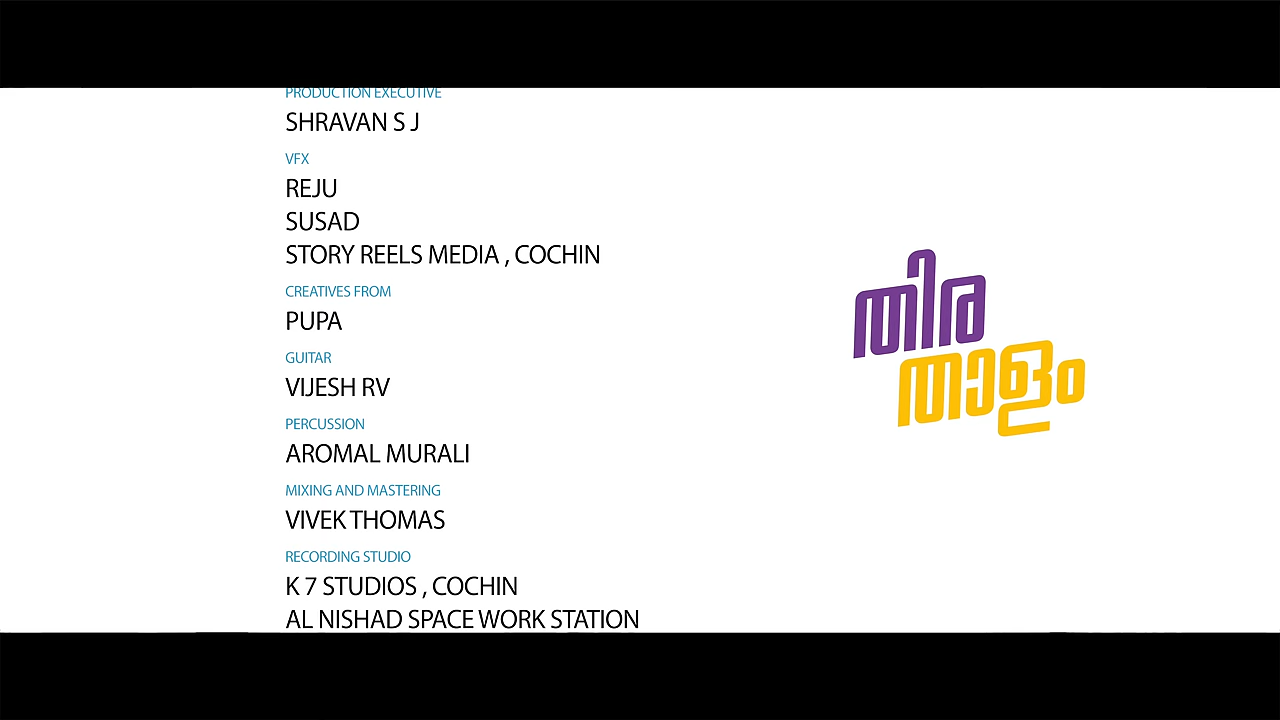 PRODUCTION EXECUTIVE
SHRAVAN S J
VFX
REJU
SUSAD
STORY REELS MEDIA , COCHIN
CREATIVES FROM
PUPA
GUITAR
VIJESH RV
PERCUSSION
AROMAL MURALI
MIXING AND MASTERING
VIVEK THOMAS
RECORDING STUDIO
K 7 STUDIOS , COCHIN
AL NISHAD SPACE WORK STATION
തിര
താളം